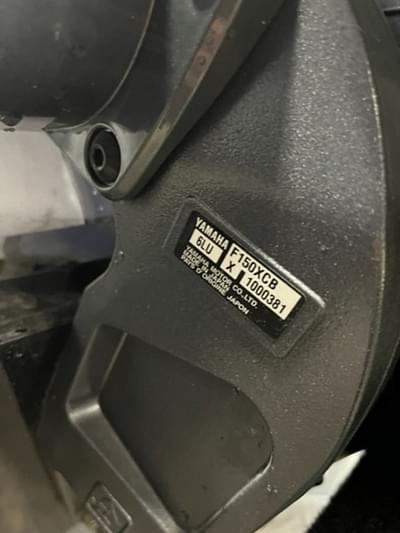 YAMAHA F150XCB
6LU X 1000381
YAMAHA MOTOR CO.,LTD.
MADE IN JAPAN
PAYS D'ORIGINE JAPON